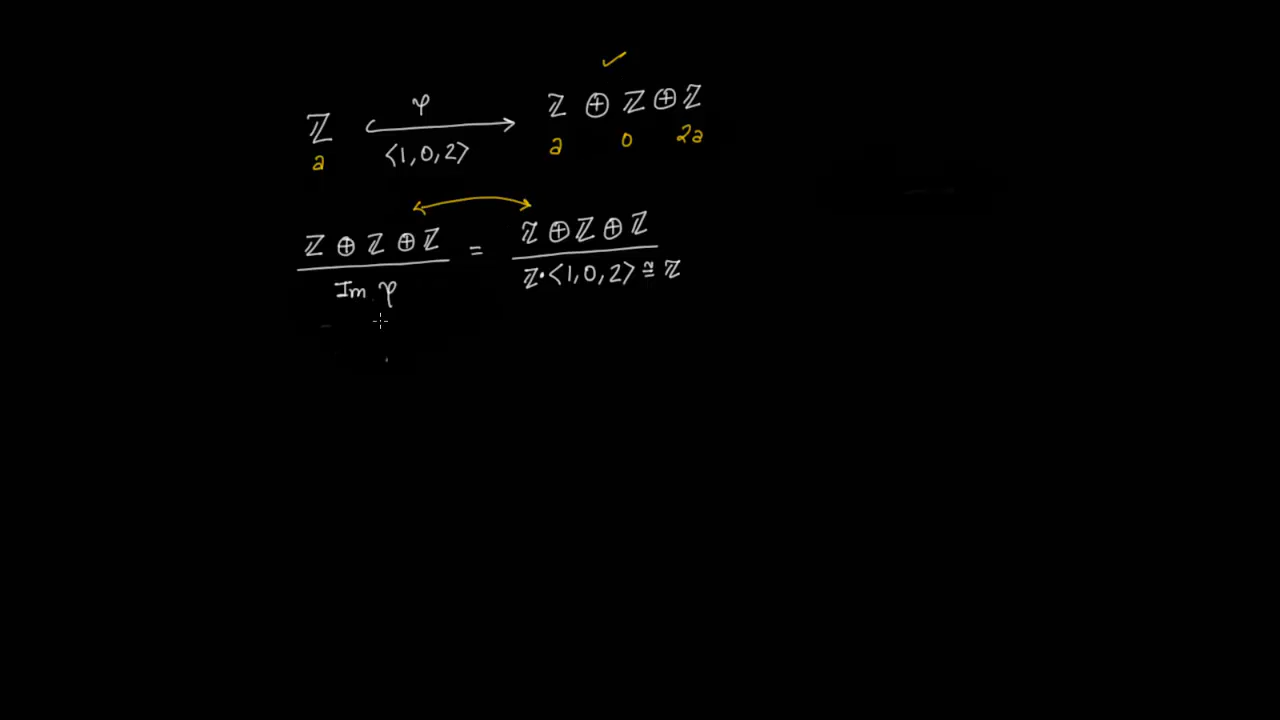 ℤ ↪ φ ⟨1, 0, 2⟩ ℤ ⊕ ℤ ⊕ ℤ ✓
a a 0 2a
ℤ ⊕ ℤ ⊕ ℤ / Im φ = ℤ ⊕ ℤ ⊕ ℤ / ℤ·⟨1, 0, 2⟩ ≅ ℤ